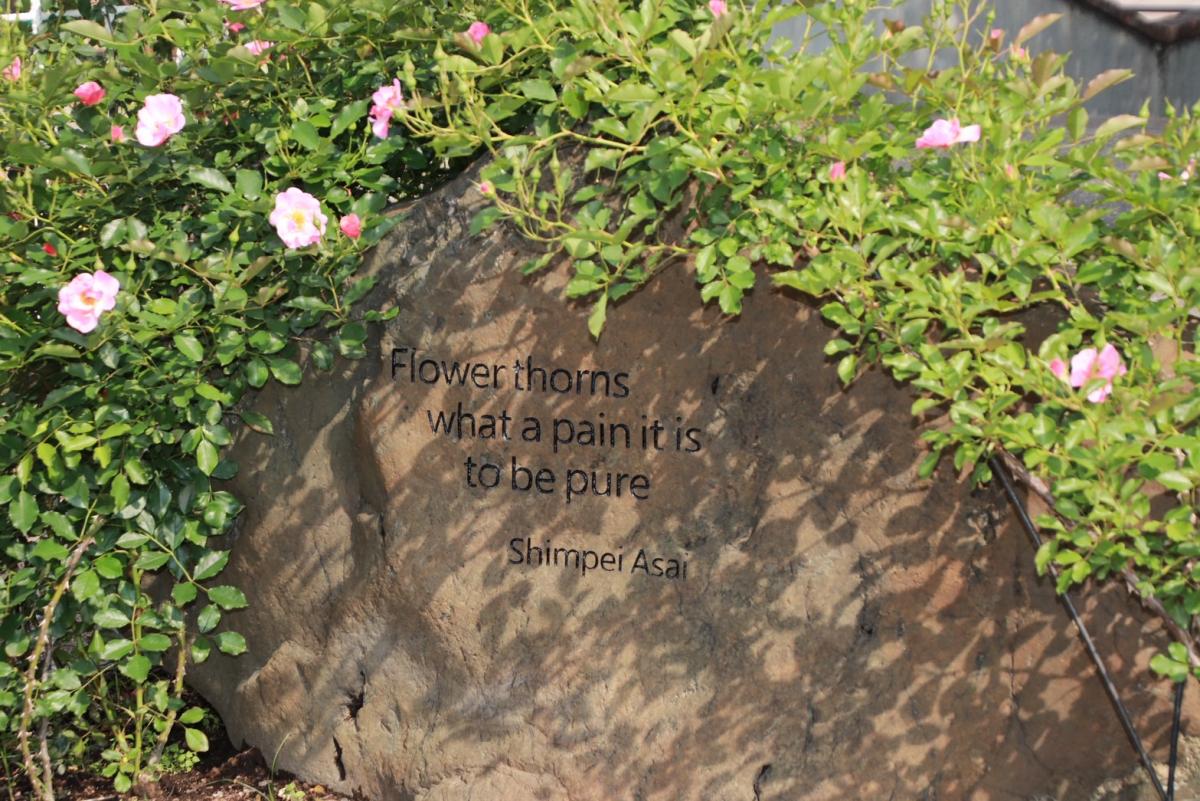 Flower thorns
what a pain it is
to be pure
Shimpei Asai